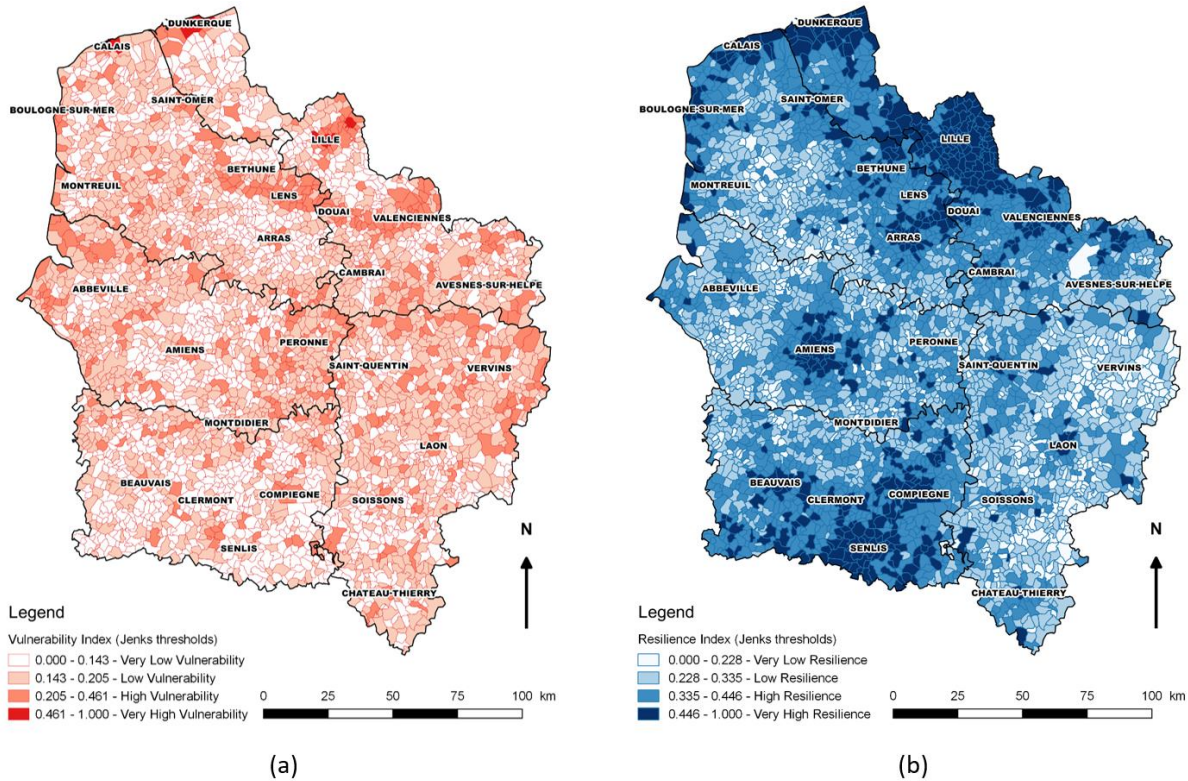 DUNKERQUE
CALAIS
BOULOGNE-SUR-MER
SAINT-OMER
LILLE
BETHUNE
MONTREUIL
LENS
DOUAI
VALENCIENNES
ARRAS
CAMBRAI
AVESNES-SUR-HELPE
ABBEVILLE
AMIENS
PERONNE
SAINT-QUENTIN
VERVINS
MONTDIDIER
LAON
BEAUVAIS
CLERMONT
COMPIEGNE
SOISSONS
SENLIS
CHATEAU-THIERRY
N
Legend
Vulnerability Index (Jenks thresholds)
0.000 - 0.143 - Very Low Vulnerability
0.143 - 0.205 - Low Vulnerability
0.205 - 0.461 - High Vulnerability
0.461 - 1.000 - Very High Vulnerability
0 25 50 75 100 km
(a)
DUNKERQUE
CALAIS
BOULOGNE-SUR-MER
SAINT-OMER
LILLE
BETHUNE
MONTREUIL
LENS
DOUAI
VALENCIENNES
ARRAS
CAMBRAI
AVESNES-SUR-HELPE
ABBEVILLE
AMIENS
PERONNE
SAINT-QUENTIN
VERVINS
MONTDIDIER
LAON
BEAUVAIS
CLERMONT
COMPIEGNE
SOISSONS
SENLIS
CHATEAU-THIERRY
N
Legend
Resilience Index (Jenks thresholds)
0.000 - 0.228 - Very Low Resilience
0.228 - 0.335 - Low Resilience
0.335 - 0.446 - High Resilience
0.446 - 1.000 - Very High Resilience
0 25 50 75 100 km
(b)